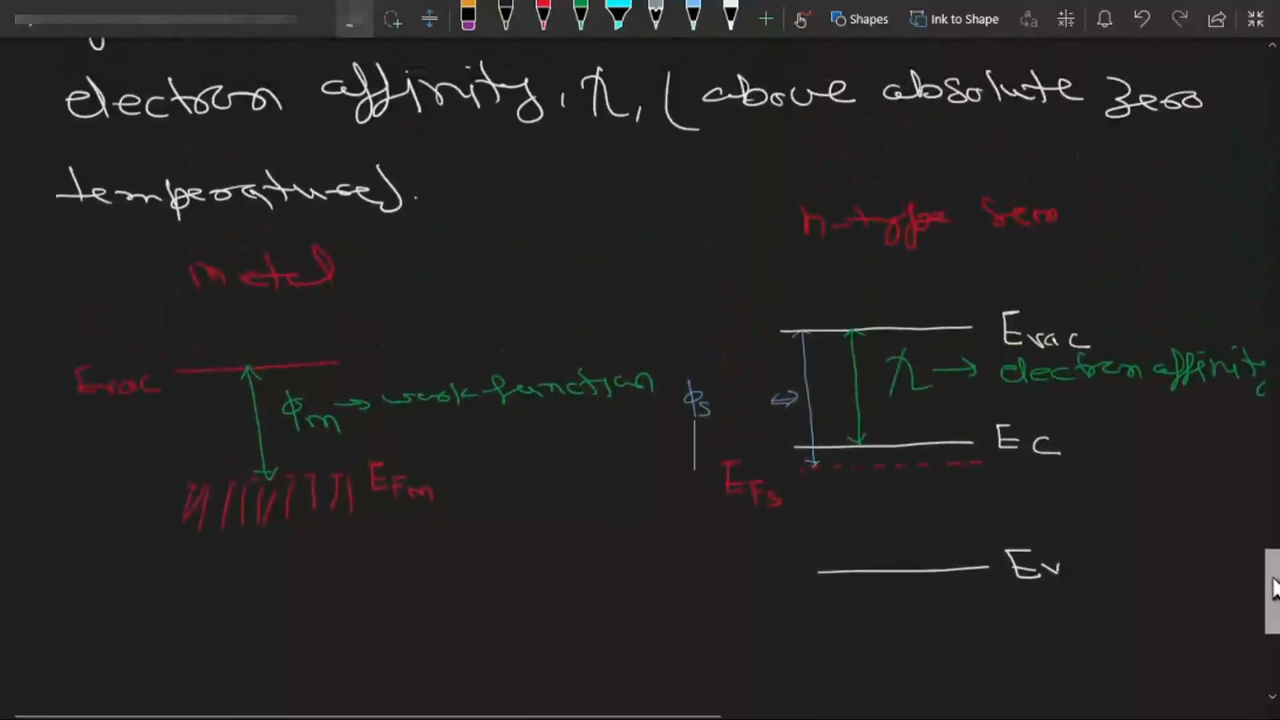 Shapes Ink to Shape
electron affinity, χ, (above absolute zero
temperature).
n-type Sem
metal
Evac
Evac
χ → electron affinity
ϕm → work function
ϕs ⇔
EC
EFm
EFs
Ev